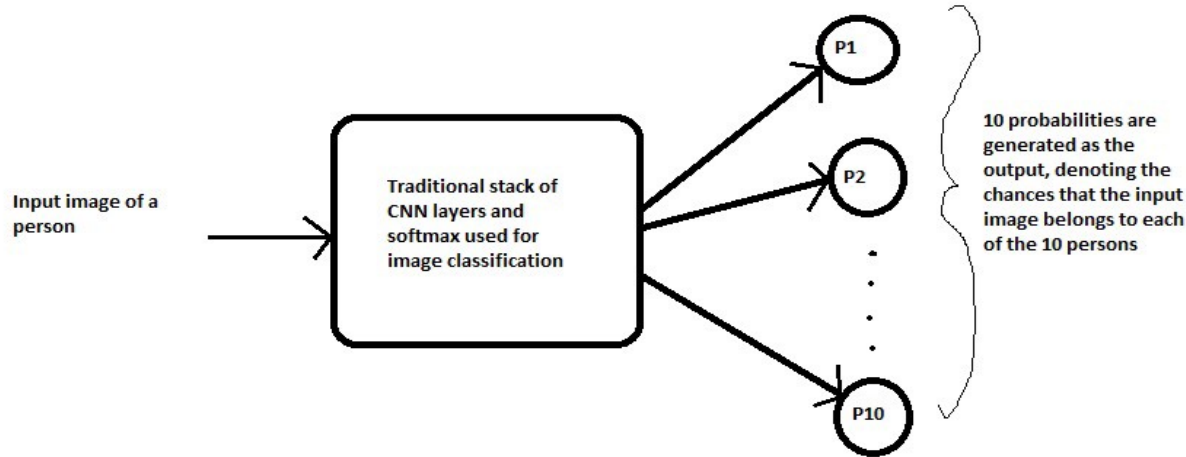 Input image of a
person
Traditional stack of
CNN layers and
softmax used for
image classification
P1
P2
P10
10 probabilities are
generated as the
output, denoting the
chances that the input
image belongs to each
of the 10 persons